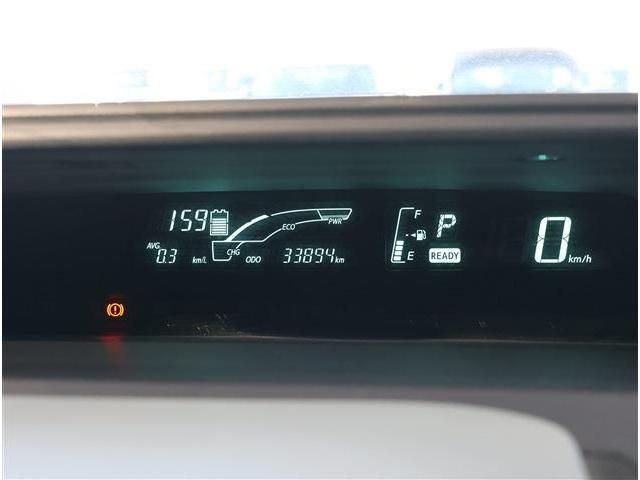 159
ECO
PWR
AVG
0.3 km/L
CHG
ODO 33894 km
F
E
P
READY
0 km/h